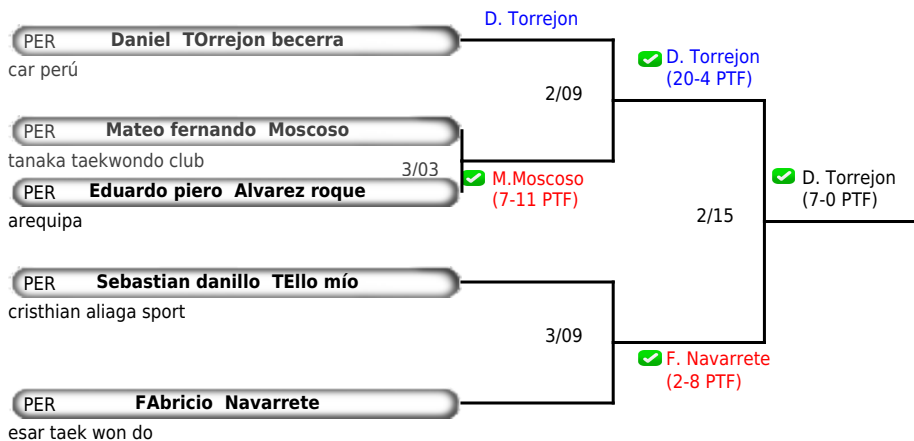 D. Torrejon
PER Daniel TOrrejon becerra
car perú
D. Torrejon
(20-4 PTF)
2/09
PER Mateo fernando Moscoso
tanaka taekwondo club
3/03
M.Moscoso
(7-11 PTF)
PER Eduardo piero Alvarez roque
arequipa
D. Torrejon
(7-0 PTF)
2/15
PER Sebastian danillo TEllo mío
cristhian aliaga sport
3/09
F. Navarrete
(2-8 PTF)
PER FAbricio Navarrete
esar taek won do